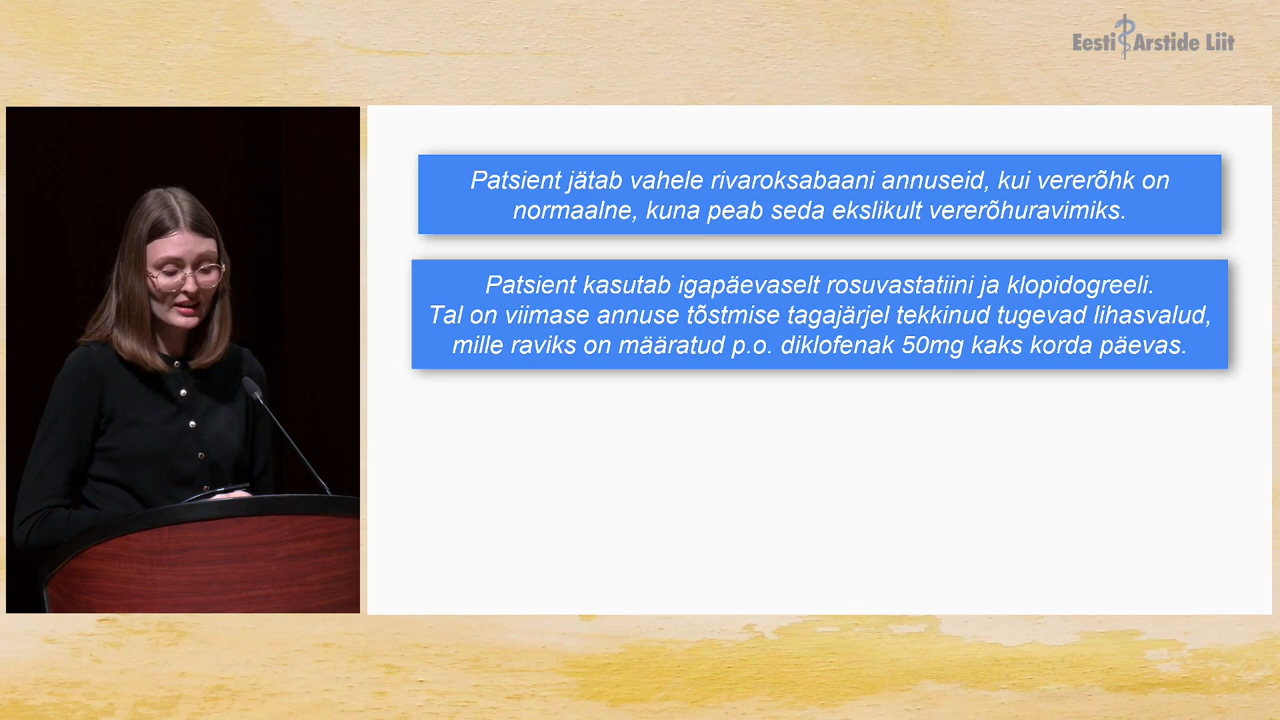 Eesti Arstide Liit
Patsient jätab vahele rivaroksabaani annuseid, kui vererõhk on
normaalne, kuna peab seda ekslikult vererõhuravimiks.
Patsient kasutab igapäevaselt rosuvastatiini ja klopidogreeli.
Tal on viimase annuse tõstmise tagajärjel tekkinud tugevad lihasvalud,
mille raviks on määratud p.o. diklofenak 50mg kaks korda päevas.